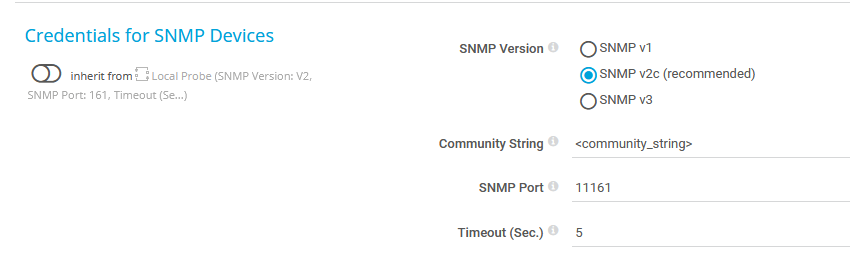 Credentials for SNMP Devices
inherit from Local Probe (SNMP Version: V2,
SNMP Port: 161, Timeout (Se...)
SNMP Version
SNMP v1
SNMP v2c (recommended)
SNMP v3
Community String <community_string>
SNMP Port 11161
Timeout (Sec.) 5